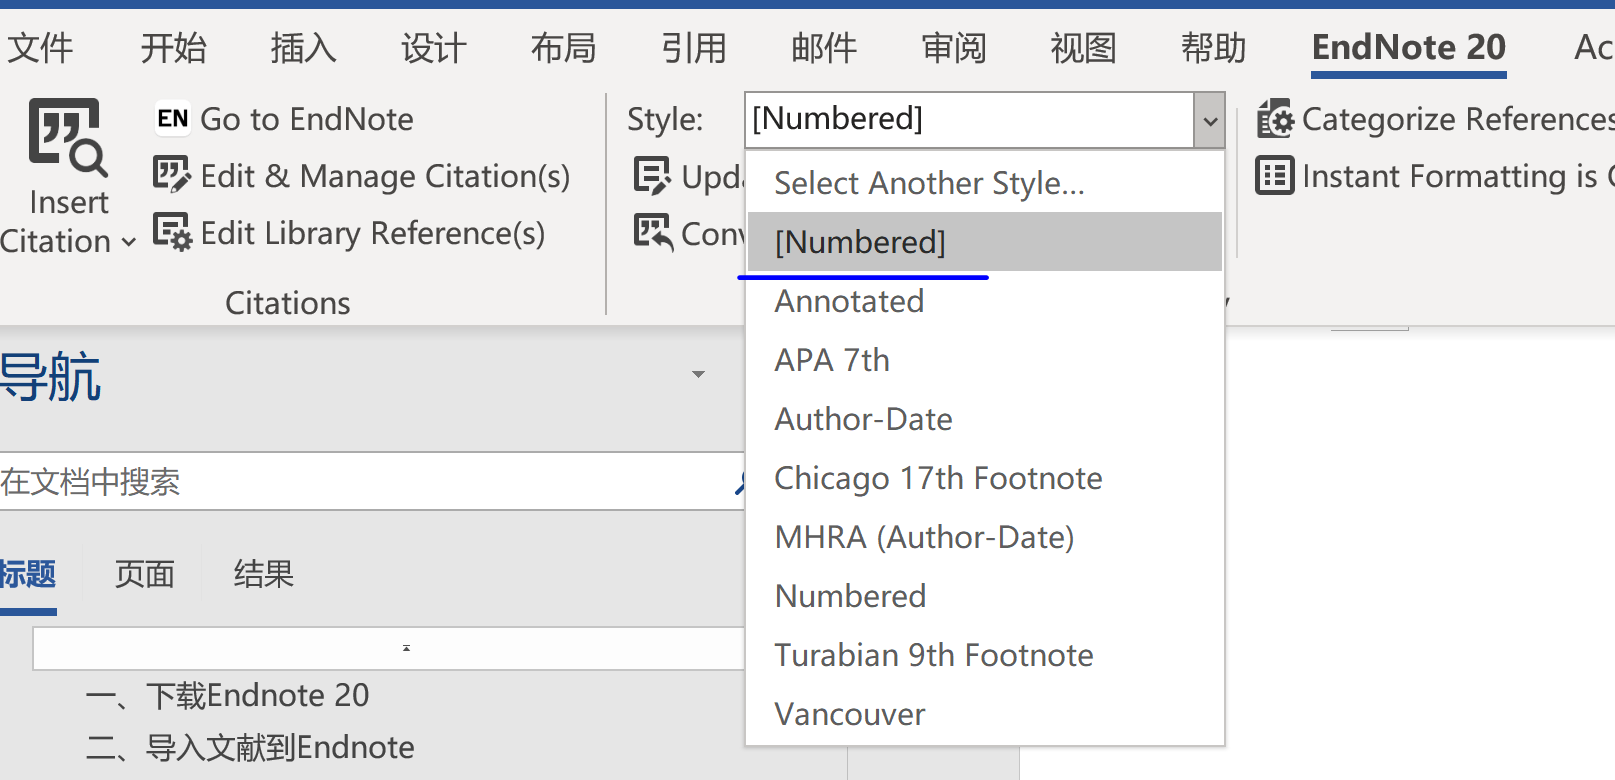 文件 开始 插入 设计 布局 引用 邮件 审阅 视图 帮助 EndNote 20 Ac
Insert
Citation
EN Go to EndNote
Edit & Manage Citation(s)
Edit Library Reference(s)
Citations
Style: [Numbered]
Upd
Conv
Select Another Style...
[Numbered]
Annotated
APA 7th
Author-Date
Chicago 17th Footnote
MHRA (Author-Date)
Numbered
Turabian 9th Footnote
Vancouver
Categorize References
Instant Formatting is
导航
在文档中搜索
标题 页面 结果
一、下载Endnote 20
二、导入文献到Endnote